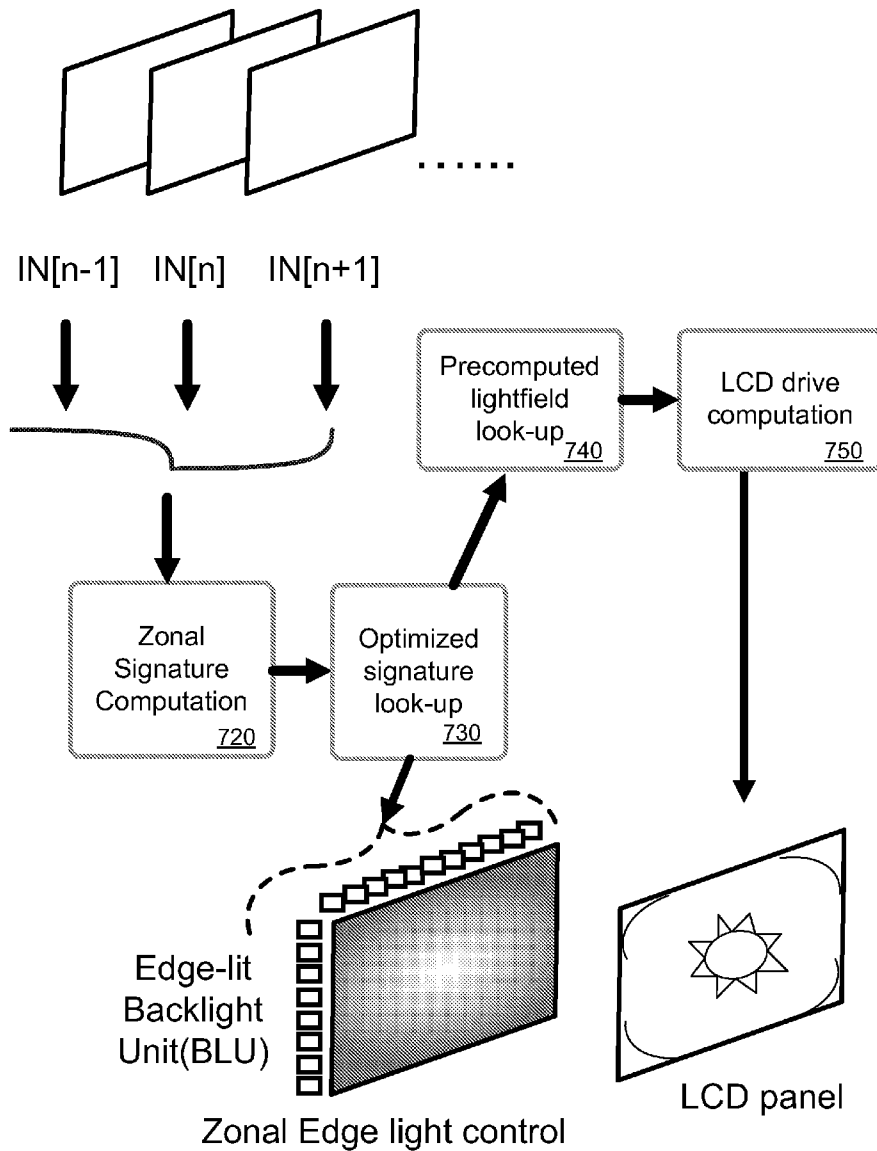 IN[n-1] IN[n] IN[n+1]
Precomputed
lightfield
look-up 740
LCD drive
computation
750
Zonal
Signature
Computation
720
Optimized
signature
look-up
730
Edge-lit
Backlight
Unit(BLU)
LCD panel
Zonal Edge light control